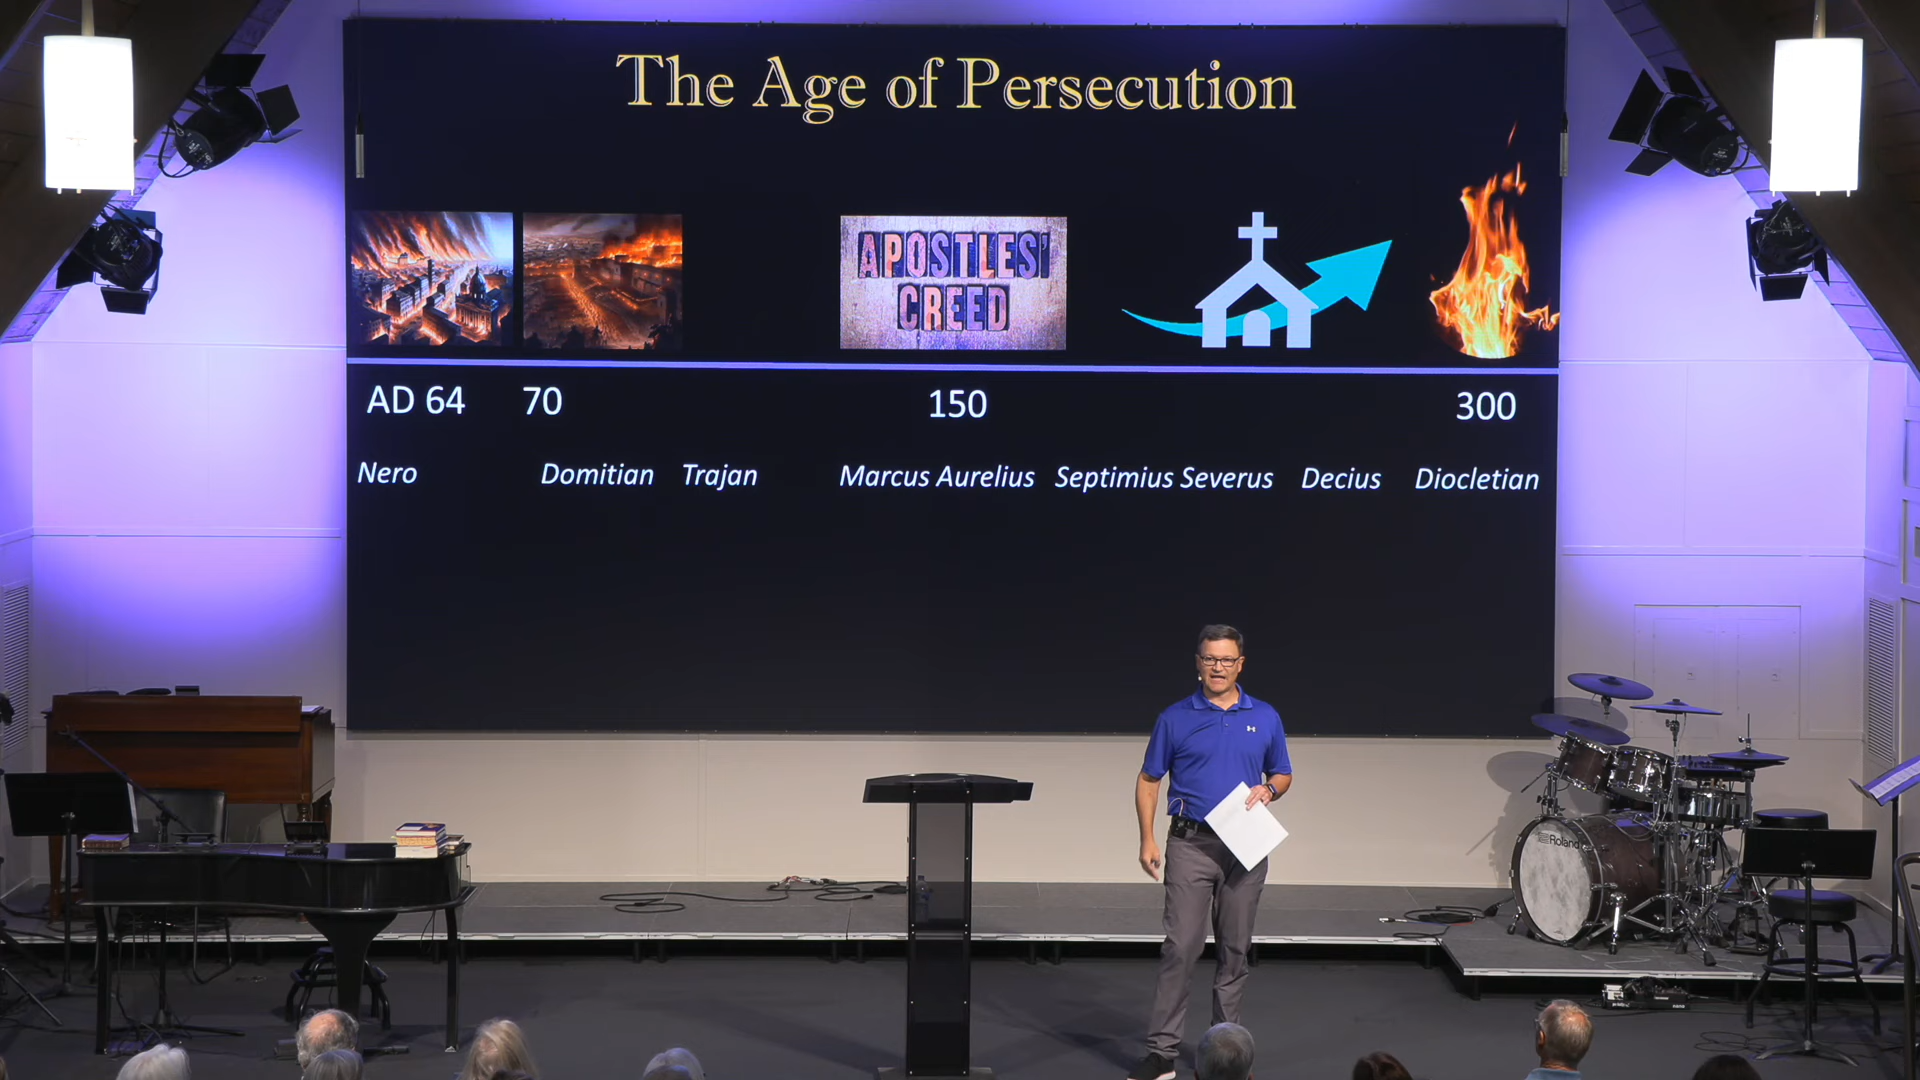 The Age of Persecution
APOSTLES'
CREED
AD 64 70 150 300
Nero Domitian Trajan Marcus Aurelius Septimius Severus Decius Diocletian
Roland